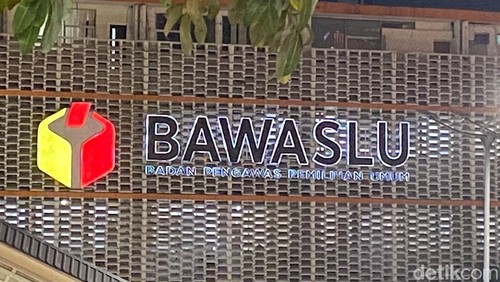 BAWASLU
BADAN PENGAWAS PEMILIHAN UMUM
detikcom